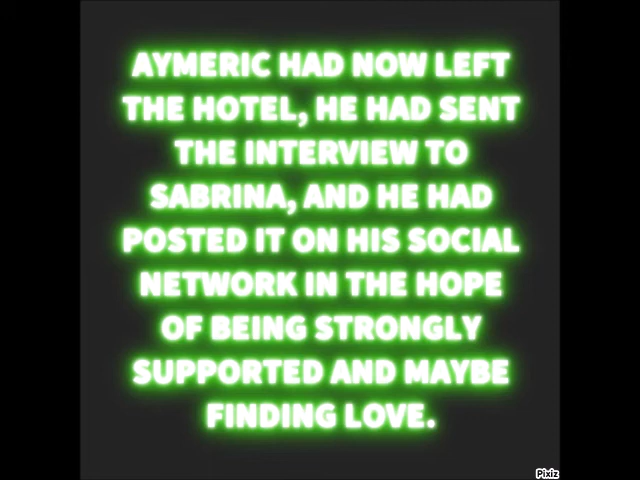 AYMERIC HAD NOW LEFT
THE HOTEL, HE HAD SENT
THE INTERVIEW TO
SABRINA, AND HE HAD
POSTED IT ON HIS SOCIAL
NETWORK IN THE HOPE
OF BEING STRONGLY
SUPPORTED AND MAYBE
FINDING LOVE.
Pixiz